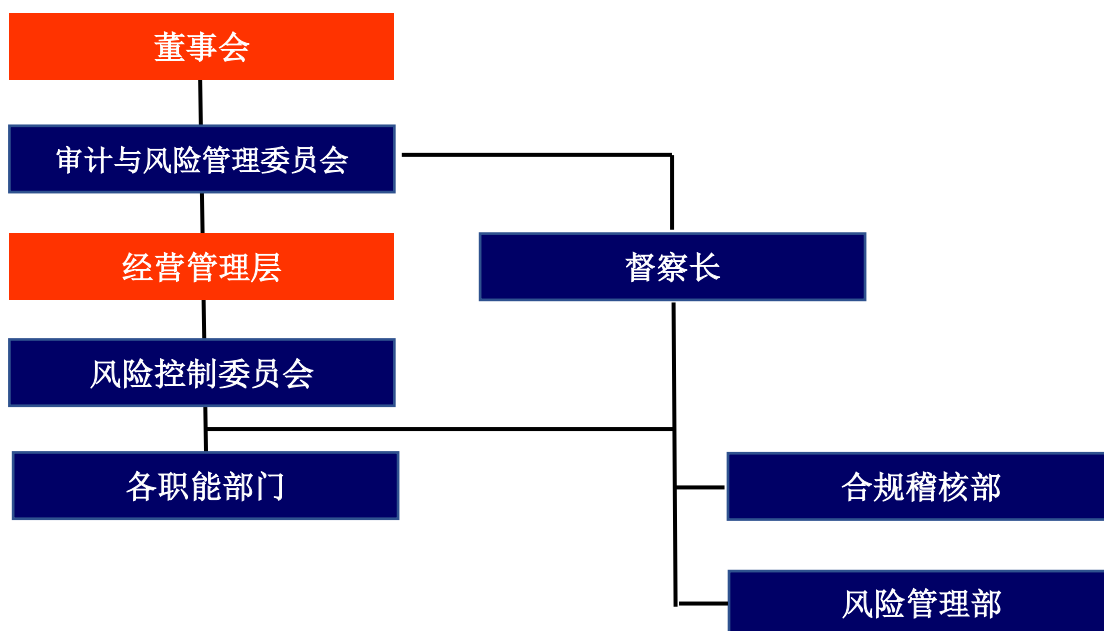 董事会
审计与风险管理委员会
经营管理层
督察长
风险控制委员会
各职能部门
合规稽核部
风险管理部